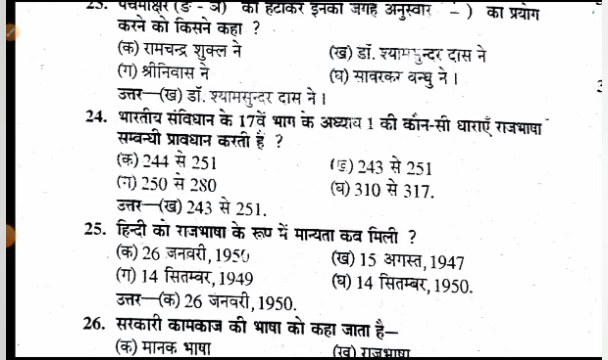 23. पंचमाक्षर (ङ - ञ) को हटाकर इनकी जगह अनुस्वार - ) का प्रयोग
करने को किसने कहा ?
(क) रामचन्द्र शुक्ल ने (ख) डॉ. श्यामसुन्दर दास ने
(ग) श्रीनिवास ने (घ) सावरकर बन्धु ने ।
उत्तर—(ख) डॉ. श्यामसुन्दर दास ने ।
24. भारतीय संविधान के 17वें भाग के अध्याय 1 की कौन-सी धाराएँ राजभाषा
सम्बन्धी प्रावधान करती हैं ?
(क) 244 से 251 (ख) 243 से 251
(ग) 250 से 280 (घ) 310 से 317.
उत्तर—(ख) 243 से 251.
25. हिन्दी को राजभाषा के रूप में मान्यता कब मिली ?
(क) 26 जनवरी, 1950 (ख) 15 अगस्त, 1947
(ग) 14 सितम्बर, 1949 (घ) 14 सितम्बर, 1950.
उत्तर—(क) 26 जनवरी, 1950.
26. सरकारी कामकाज की भाषा को कहा जाता है—
(क) मानक भाषा (ख) राजभाषा